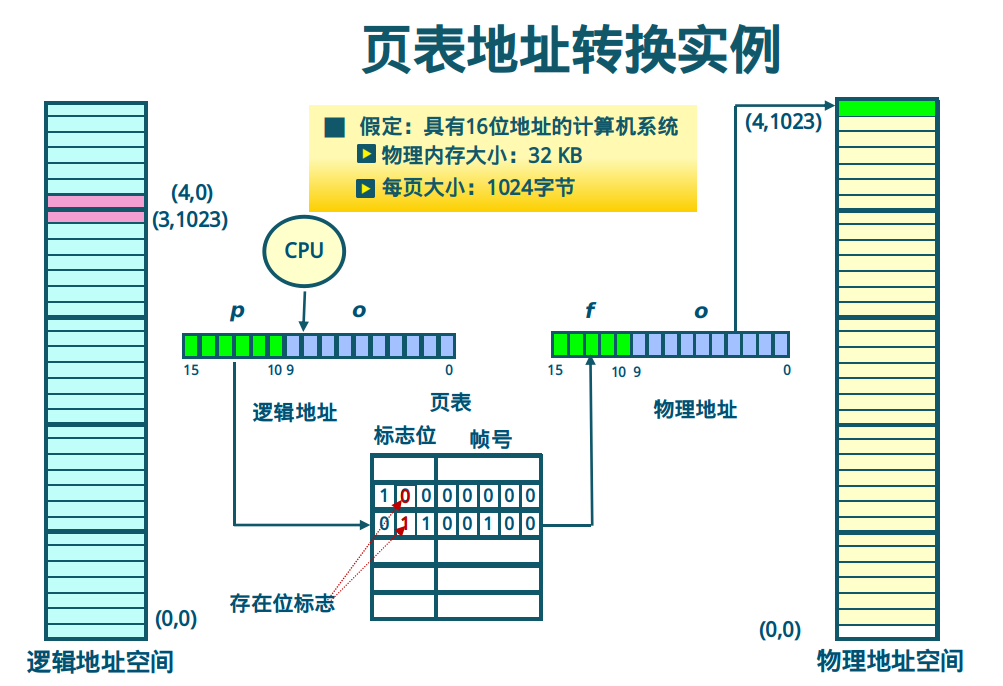 页表地址转换实例
假定：具有16位地址的计算机系统
物理内存大小：32 KB
每页大小：1024字节
(4,1023)
(4,0)
(3,1023)
CPU
p o
f o
15 10 9 0
15 10 9 0
逻辑地址
页表
物理地址
标志位 帧号
1 0 0 0 0 0 0 0
0 1 1 0 0 1 0 0
存在位标志
(0,0)
(0,0)
逻辑地址空间
物理地址空间